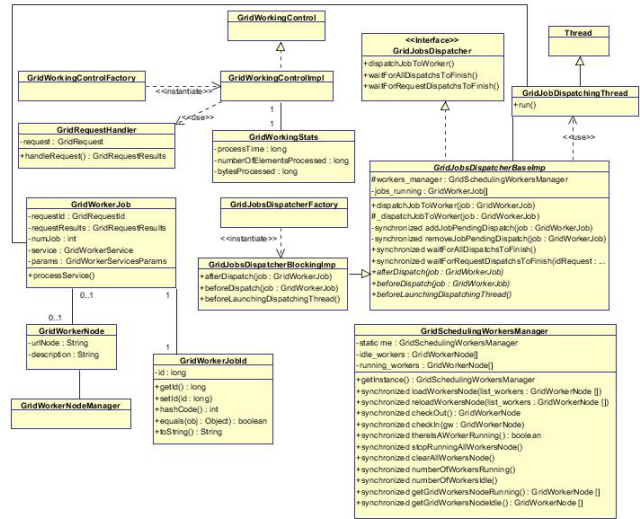 GridWorkingControl
<<Interface>>
GridJobsDispatcher
+dispatchJobToWorker()
+waitForAllDispatchsToFinish()
+waitForRequestDispatchsToFinish()
Thread
GridWorkingControlFactory
<<instantiate>>
GridWorkingControlImpl
GridJobDispatchingThread
+run()
<<use>>
1
1
GridRequestHandler
-request : GridRequest
+handleRequest() : GridRequestResults
GridWorkingStats
-processTime : long
-numberOfElementsProcessed : long
-bytesProcessed : long
<<use>>
GridJobsDispatcherBaseImp
#workers_manager : GridSchedulingWorkersManager
-jobs_running : GridWorkerJob[]
+dispatchJobToWorker(job : GridWorkerJob)
#_dispatchJobToWorker(job : GridWorkerJob)
-synchronized addJobPendingDispatch(job : GridWorkerJob)
-synchronized removeJobPendingDispatch(job : GridWorkerJob)
+synchronized waitForAllDispatchsToFinish()
+synchronized waitForRequestDispatchsToFinish(idRequest : ...
+afterDispatch(job : GridWorkerJob)
+beforeDispatch(job : GridWorkerJob)
+beforeLaunchingDispatchingThread()
GridWorkerJob
-requestId : GridRequestId
-requestResults : GridRequestResults
-numJob : int
-service : GridWorkerService
-params : GridWorkerServicesParams
+processService()
GridJobsDispatcherFactory
<<instantiate>>
GridJobsDispatcherBlockingImp
+afterDispatch(job : GridWorkerJob)
+beforeDispatch(job : GridWorkerJob)
+beforeLaunchingDispatchingThread()
0..1
1
0..1
1
GridWorkerNode
-urlNode : String
-description : String
GridWorkerNodeManager
GridWorkerJobId
-id : long
+getId() : long
+setId(id : long)
+hashCode() : int
+equals(obj : Object) : boolean
+toString() : String
GridSchedulingWorkersManager
-static me : GridSchedulingWorkersManager
-idle_workers : GridWorkerNode[]
-running_workers : GridWorkerNode[]
+getInstance() : GridSchedulingWorkersManager
+synchronized loadWorkersNode(list_workers : GridWorkerNode [])
+synchronized reloadWorkersNode(list_workers : GridWorkerNode [])
+synchronized checkOut() : GridWorkerNode
+synchronized checkIn(gw : GridWorkerNode)
+synchronized thereIsAWorkerRunning() : boolean
+synchronized stopRunningAllWorkersNode()
+synchronized clearAllWorkersNode()
+synchronized numberOfWorkersRunning()
+synchronized numberOfWorkersIdle()
+synchronized getGridWorkersNodeRunning() : GridWorkerNode []
+synchronized getGridWorkersNodeIdle() : GridWorkerNode []